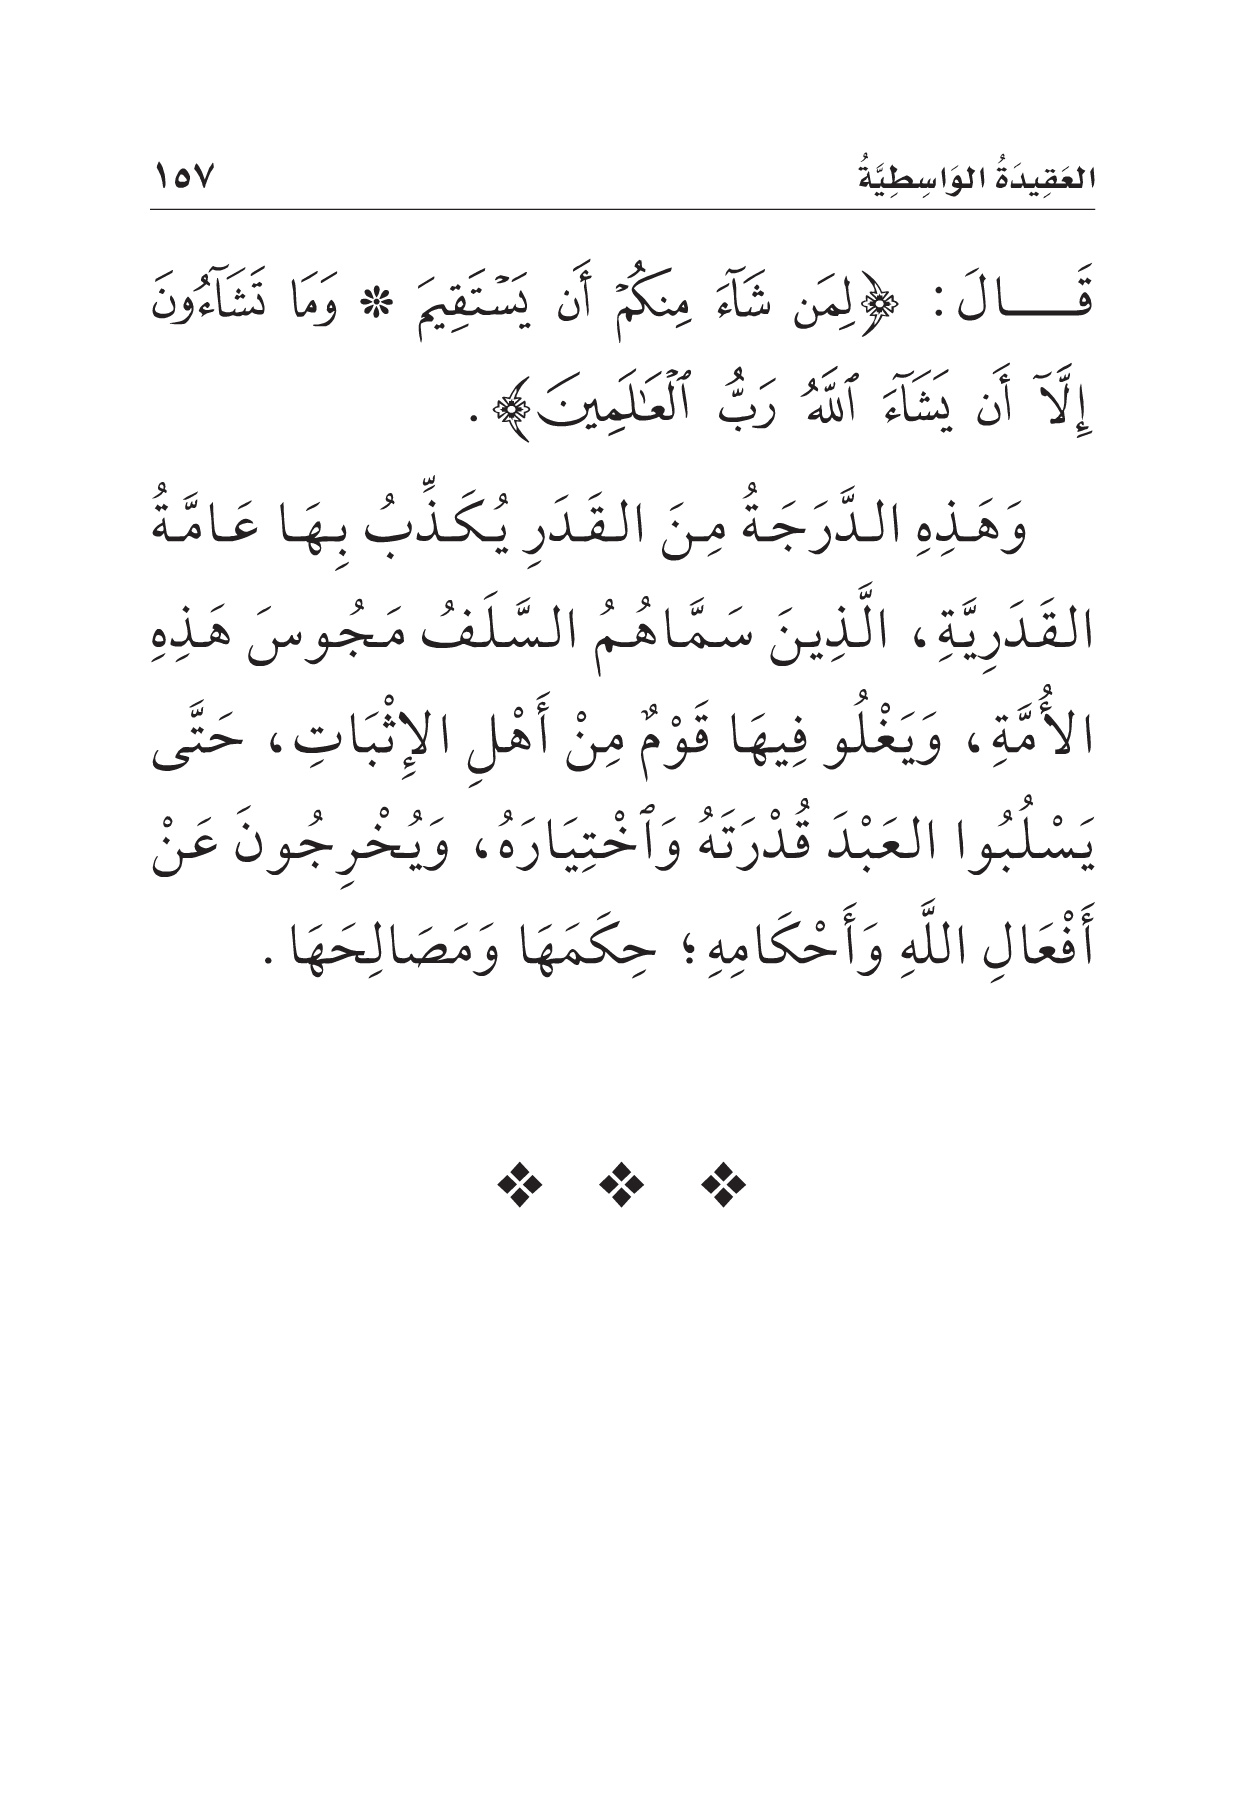 العَقِيدَةُ الوَاسِطِيَّةُ ١٥٧
قَــــالَ: ﴿لِمَن شَآءَ مِنكُمۡ أَن يَسۡتَقِيمَ * وَمَا تَشَآءُونَ
إِلَّآ أَن يَشَآءَ ٱللَّهُ رَبُّ ٱلۡعَٰلَمِينَ﴾.
وَهَذِهِ الدَّرَجَةُ مِنَ القَدَرِ يُكَذِّبُ بِهَا عَامَّةُ
القَدَرِيَّةِ، الَّذِينَ سَمَّاهُمُ السَّلَفُ مَجُوسَ هَذِهِ
الأُمَّةِ، وَيَغْلُو فِيهَا قَوْمٌ مِنْ أَهْلِ الإِثْبَاتِ، حَتَّى
يَسْلُبُوا العَبْدَ قُدْرَتَهُ وَٱخْتِيَارَهُ، وَيُخْرِجُونَ عَنْ
أَفْعَالِ اللَّهِ وَأَحْكَامِهِ؛ حِكَمَهَا وَمَصَالِحَهَا.